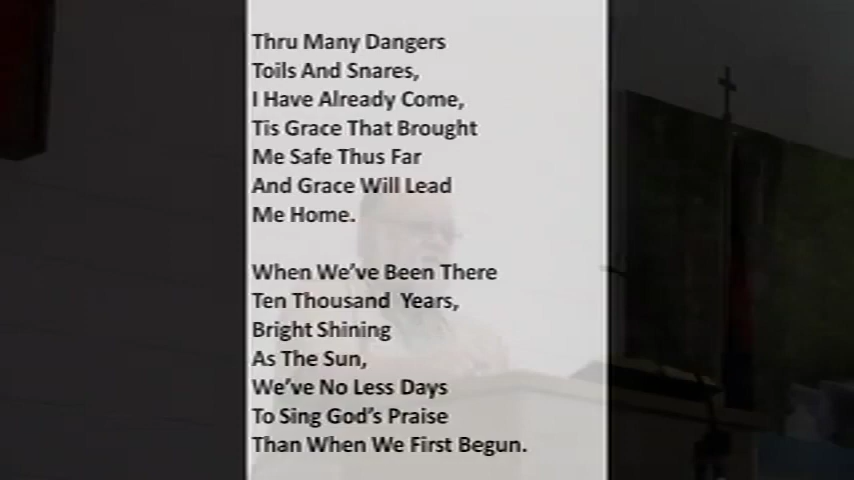 Thru Many Dangers
Toils And Snares,
I Have Already Come,
Tis Grace That Brought
Me Safe Thus Far
And Grace Will Lead
Me Home.
When We've Been There
Ten Thousand  Years,
Bright Shining
As The Sun,
We've No Less Days
To Sing God's Praise
Than When We First Begun.